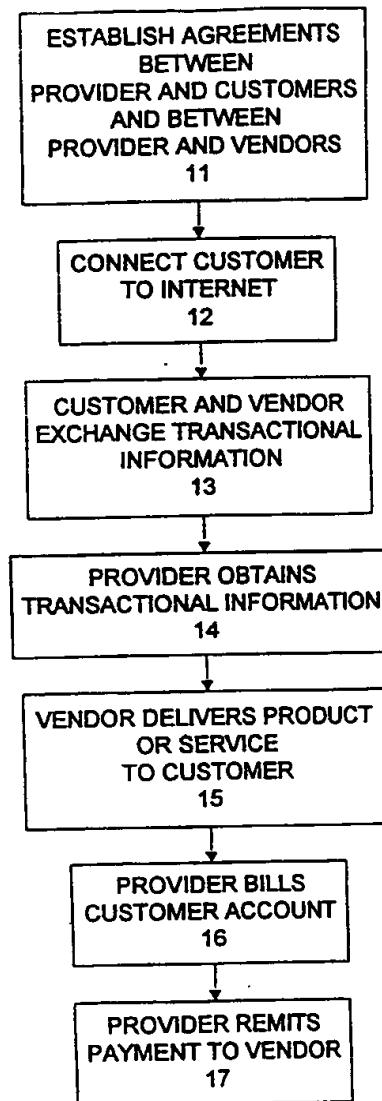 ESTABLISH AGREEMENTS
BETWEEN
PROVIDER AND CUSTOMERS
AND BETWEEN
PROVIDER AND VENDORS
11
CONNECT CUSTOMER
TO INTERNET
12
CUSTOMER AND VENDOR
EXCHANGE TRANSACTIONAL
INFORMATION
13
PROVIDER OBTAINS
TRANSACTIONAL INFORMATION
14
VENDOR DELIVERS PRODUCT
OR SERVICE
TO CUSTOMER
15
PROVIDER BILLS
CUSTOMER ACCOUNT
16
PROVIDER REMITS
PAYMENT TO VENDOR
17